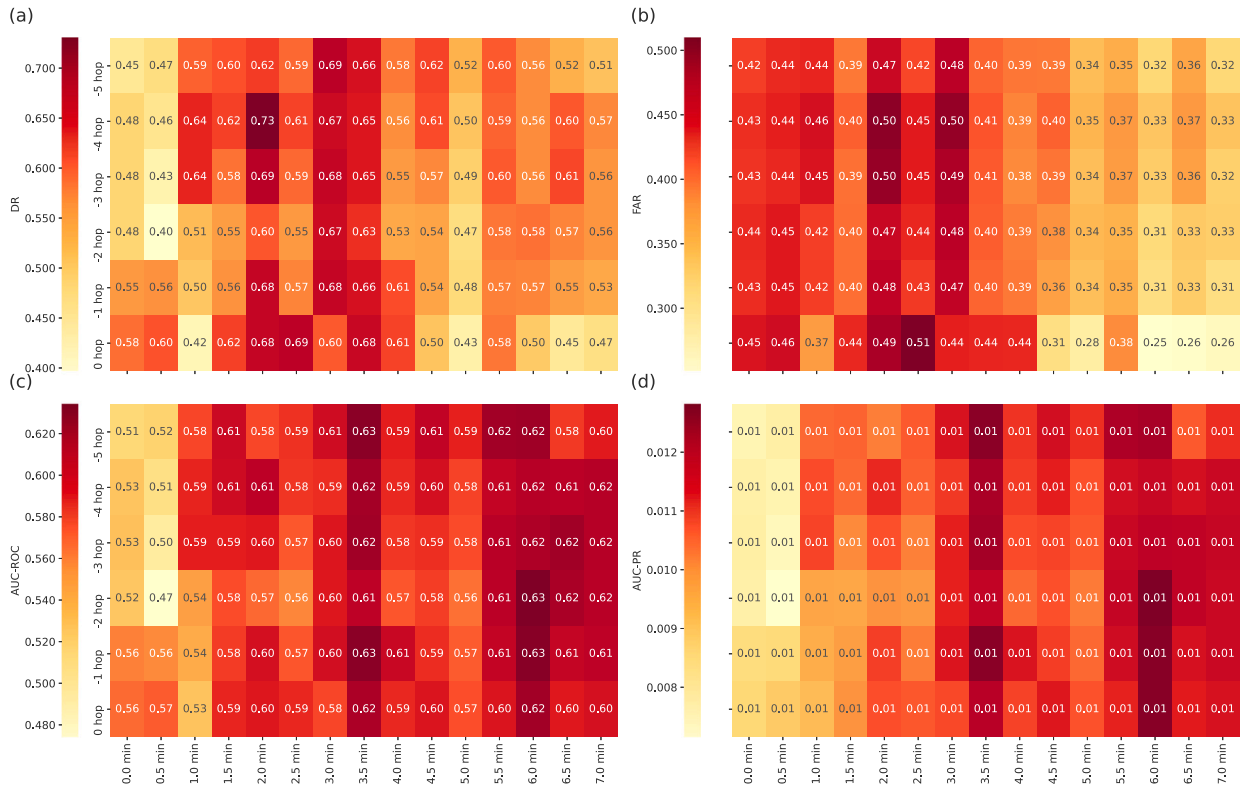 (a)
(b)
DR
0.700
0.650
0.600
0.550
0.500
0.450
0.400
-5 hop
-4 hop
-3 hop
-2 hop
-1 hop
0 hop
0.45 0.47 0.59 0.60 0.62 0.59 0.69 0.66 0.58 0.62 0.52 0.60 0.56 0.52 0.51
0.48 0.46 0.64 0.62 0.73 0.61 0.67 0.65 0.56 0.61 0.50 0.59 0.56 0.60 0.57
0.48 0.43 0.64 0.58 0.69 0.59 0.68 0.65 0.55 0.57 0.49 0.60 0.56 0.61 0.56
0.48 0.40 0.51 0.55 0.60 0.55 0.67 0.63 0.53 0.54 0.47 0.58 0.58 0.57 0.56
0.55 0.56 0.50 0.56 0.68 0.57 0.68 0.66 0.61 0.54 0.48 0.57 0.57 0.55 0.53
0.58 0.60 0.42 0.62 0.68 0.69 0.60 0.68 0.61 0.50 0.43 0.58 0.50 0.45 0.47
FAR
0.500
0.450
0.400
0.350
0.300
0.42 0.44 0.44 0.39 0.47 0.42 0.48 0.40 0.39 0.39 0.34 0.35 0.32 0.36 0.32
0.43 0.44 0.46 0.40 0.50 0.45 0.50 0.41 0.39 0.40 0.35 0.37 0.33 0.37 0.33
0.43 0.44 0.45 0.39 0.50 0.45 0.49 0.41 0.38 0.39 0.34 0.37 0.33 0.36 0.32
0.44 0.45 0.42 0.40 0.47 0.44 0.48 0.40 0.39 0.38 0.34 0.35 0.31 0.33 0.33
0.43 0.45 0.42 0.40 0.48 0.43 0.47 0.40 0.39 0.36 0.34 0.35 0.31 0.33 0.31
0.45 0.46 0.37 0.44 0.49 0.51 0.44 0.44 0.44 0.31 0.28 0.38 0.25 0.26 0.26
(c)
(d)
AUC-ROC
0.620
0.600
0.580
0.560
0.540
0.520
0.500
0.480
-5 hop
-4 hop
-3 hop
-2 hop
-1 hop
0 hop
0.51 0.52 0.58 0.61 0.58 0.59 0.61 0.63 0.59 0.61 0.59 0.62 0.62 0.58 0.60
0.53 0.51 0.59 0.61 0.61 0.58 0.59 0.62 0.59 0.60 0.58 0.61 0.62 0.61 0.62
0.53 0.50 0.59 0.59 0.60 0.57 0.60 0.62 0.58 0.59 0.58 0.61 0.62 0.62 0.62
0.52 0.47 0.54 0.58 0.57 0.56 0.59 0.61 0.57 0.58 0.56 0.61 0.63 0.62 0.62
0.56 0.56 0.54 0.58 0.60 0.57 0.60 0.63 0.61 0.59 0.57 0.61 0.63 0.61 0.61
0.56 0.57 0.53 0.59 0.60 0.59 0.58 0.62 0.59 0.60 0.57 0.60 0.62 0.60 0.60
0.0 min
0.5 min
1.0 min
1.5 min
2.0 min
2.5 min
3.0 min
3.5 min
4.0 min
4.5 min
5.0 min
5.5 min
6.0 min
6.5 min
7.0 min
AUC-PR
0.012
0.011
0.010
0.009
0.008
0.01 0.01 0.01 0.01 0.01 0.01 0.01 0.01 0.01 0.01 0.01 0.01 0.01 0.01 0.01
0.01 0.01 0.01 0.01 0.01 0.01 0.01 0.01 0.01 0.01 0.01 0.01 0.01 0.01 0.01
0.01 0.01 0.01 0.01 0.01 0.01 0.01 0.01 0.01 0.01 0.01 0.01 0.01 0.01 0.01
0.01 0.01 0.01 0.01 0.01 0.01 0.01 0.01 0.01 0.01 0.01 0.01 0.01 0.01 0.01
0.01 0.01 0.01 0.01 0.01 0.01 0.01 0.01 0.01 0.01 0.01 0.01 0.01 0.01 0.01
0.01 0.01 0.01 0.01 0.01 0.01 0.01 0.01 0.01 0.01 0.01 0.01 0.01 0.01 0.01
0.0 min
0.5 min
1.0 min
1.5 min
2.0 min
2.5 min
3.0 min
3.5 min
4.0 min
4.5 min
5.0 min
5.5 min
6.0 min
6.5 min
7.0 min